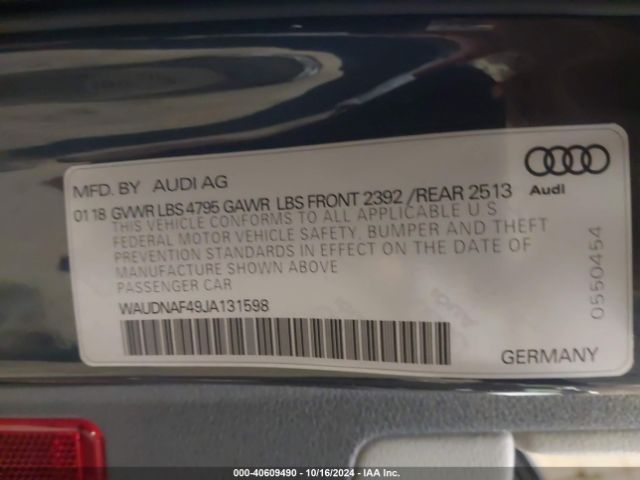 MFD. BY AUDI AG
Audi
01 18 GVWR LBS 4795 GAWR LBS FRONT 2392 /REAR 2513
THIS VEHICLE CONFORMS TO ALL APPLICABLE U S
FEDERAL MOTOR VEHICLE SAFETY, BUMPER AND THEFT
PREVENTION STANDARDS IN EFFECT ON THE DATE OF
MANUFACTURE SHOWN ABOVE
PASSENGER CAR
WAUDNAF49JA131598
0550454
GERMANY
000-40609490 - 10/16/2024 - IAA Inc.